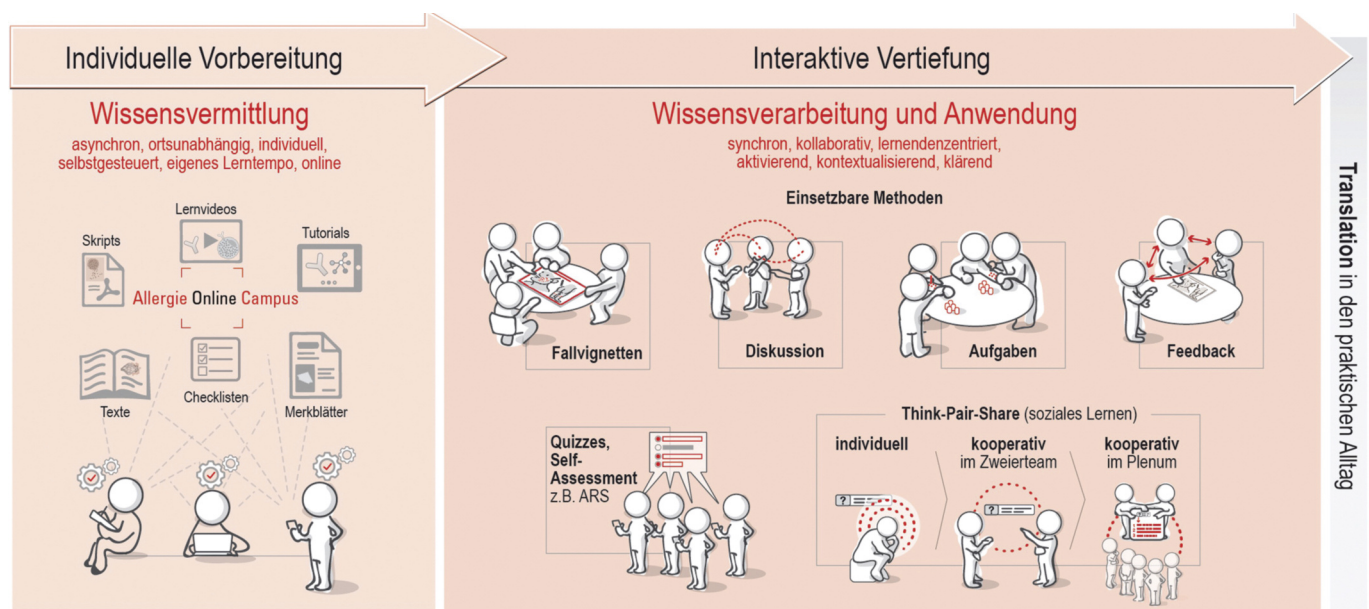 Individuelle Vorbereitung
Wissensvermittlung
asynchron, ortsunabhängig, individuell,
selbstgesteuert, eigenes Lerntempo, online
Lernvideos
Skripts
Tutorials
Allergie Online Campus
Texte
Checklisten
Merkblätter
Interaktive Vertiefung
Wissensverarbeitung und Anwendung
synchron, kollaborativ, lernendenzentriert,
aktivierend, kontextualisierend, klärend
Einsetzbare Methoden
Fallvignetten
Diskussion
Aufgaben
Feedback
Quizzes,
Self-
Assessment
z.B. ARS
Think-Pair-Share (soziales Lernen)
individuell
?
kooperativ
im Zweierteam
?
kooperativ
im Plenum
Translation in den praktischen Alltag